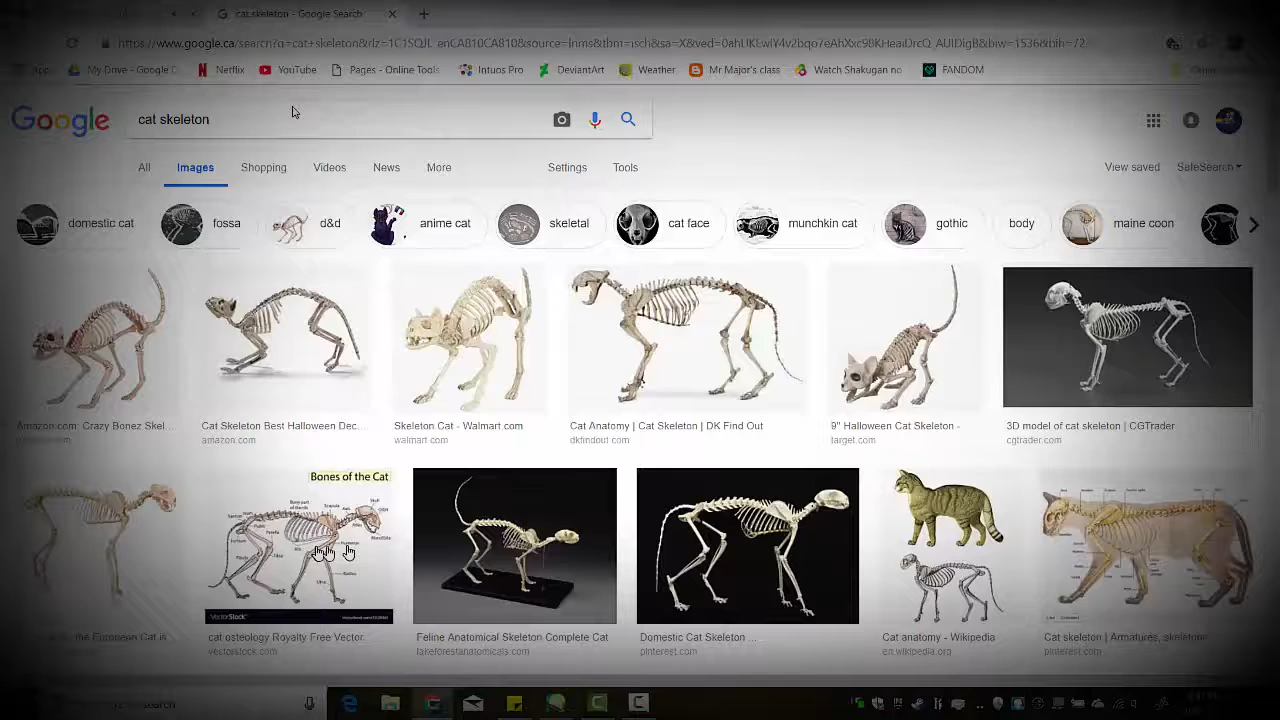 cat skeleton - Google Search
https://www.google.ca/search?q=cat+skeleton&rlz=1C1SQJL_enCA810CA810&source=lnms&tbm=isch&sa=X&ved=
Apps My Drive - Google D Netflix YouTube Pages - Online Tools Intuos Pro DeviantArt Weather Mr Major's class Watch Shakugan no FANDOM
Google cat skeleton
All Images Shopping Videos News More Settings Tools View saved SafeSearch
domestic cat fossa d&d anime cat skeletal cat face munchkin cat gothic body maine coon
Amazon.com: Crazy Bonez Skel... Cat Skeleton Best Halloween Dec... Skeleton Cat - Walmart.com Cat Anatomy | Cat Skeleton | DK Find Out 9" Halloween Cat Skeleton - 3D model of cat skeleton | CGTrader
amazon.com walmart.com dkfindout.com target.com cgtrader.com
Bones of the Cat
VectorStock
the European Cat is cat osteology Royalty Free Vector... Feline Anatomical Skeleton Complete Cat Domestic Cat Skeleton ... Cat anatomy - Wikipedia Cat skeleton | Armatures, skeletons
vectorstock.com lakeforestanatomicals.com pinterest.com en.wikipedia.org pinterest.com
search